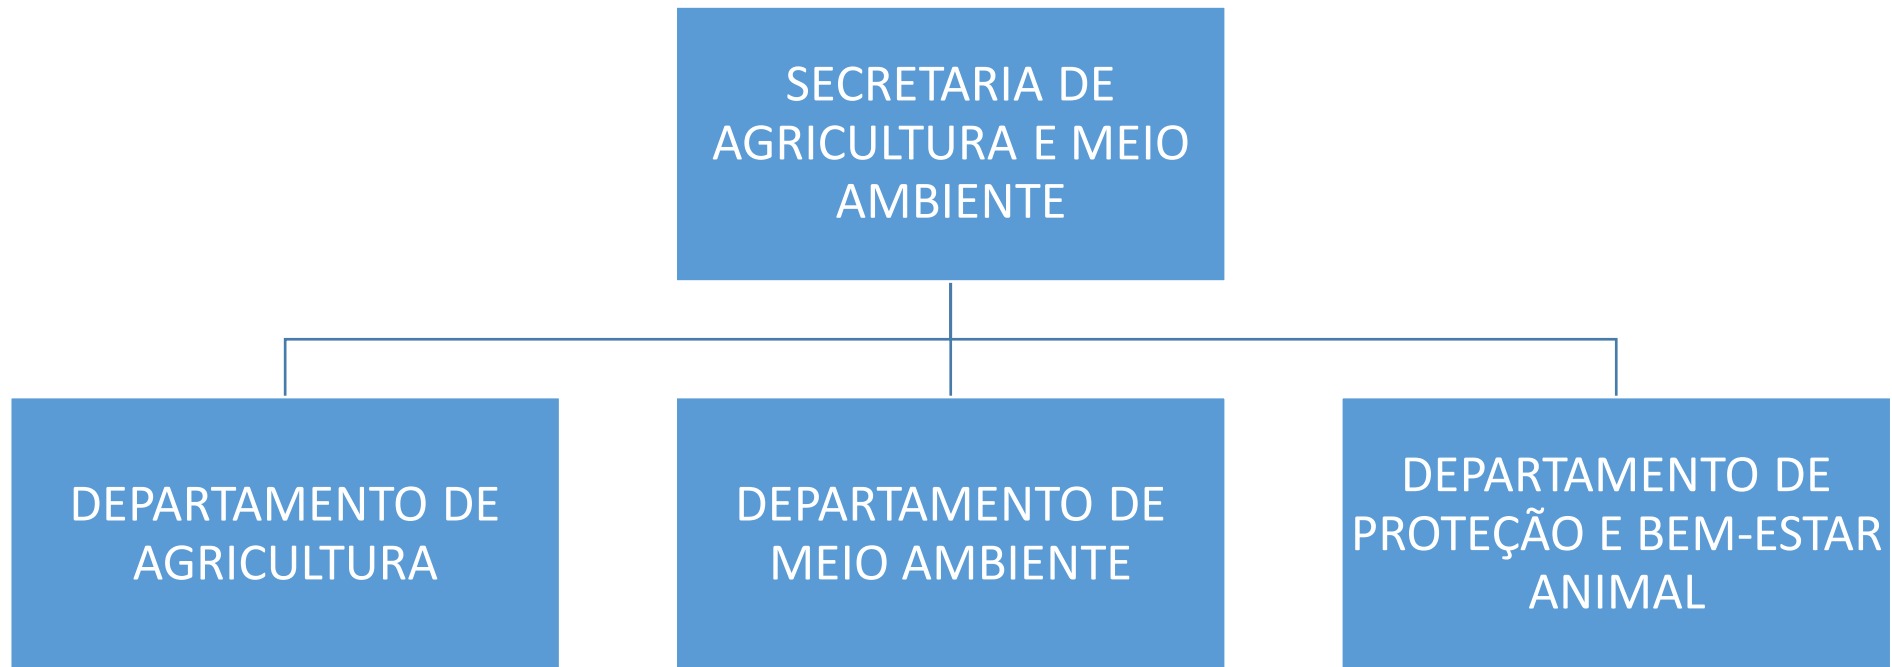 SECRETARIA DE
AGRICULTURA E MEIO
AMBIENTE
DEPARTAMENTO DE
AGRICULTURA
DEPARTAMENTO DE
MEIO AMBIENTE
DEPARTAMENTO DE
PROTEÇÃO E BEM-ESTAR
ANIMAL